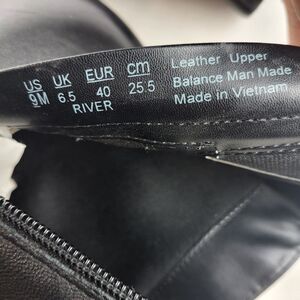 US UK EUR cm
9M 6.5 40 25.5
RIVER
Leather Upper
Balance Man Made
Made in Vietnam